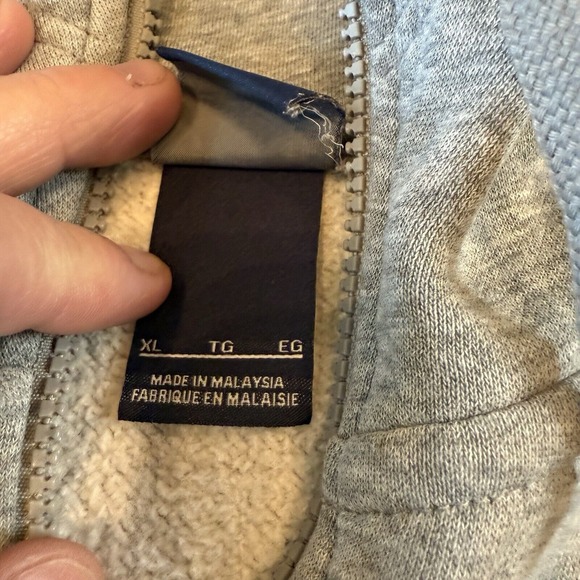 XL TG EG
MADE IN MALAYSIA
FABRIQUE EN MALAISIE